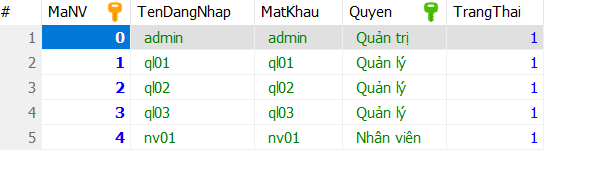 # MaNV TenDangNhap MatKhau Quyen TrangThai
1 0 admin admin Quản trị 1
2 1 ql01 ql01 Quản lý 1
3 2 ql02 ql02 Quản lý 1
4 3 ql03 ql03 Quản lý 1
5 4 nv01 nv01 Nhân viên 1